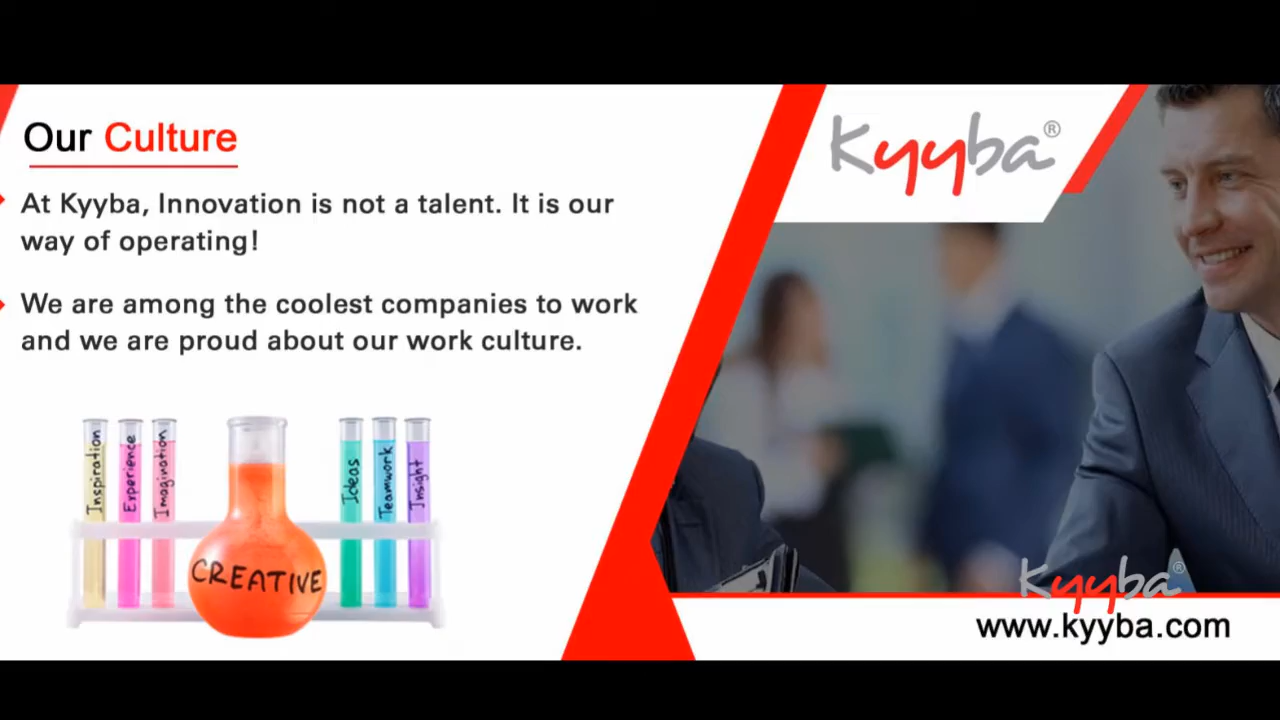 Our Culture
At Kyyba, Innovation is not a talent. It is our
way of operating!
We are among the coolest companies to work
and we are proud about our work culture.
Inspiration
Experience
Imagination
CREATIVE
Ideas
Teamwork
Insight
Kyyba®
Kyyba®
www.kyyba.com